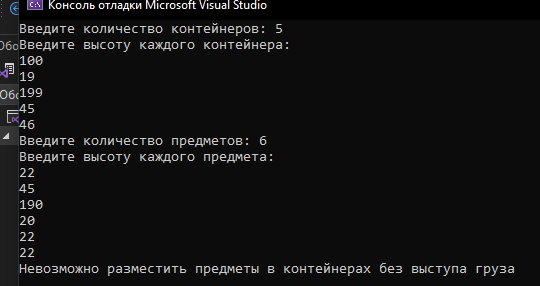 Консоль отладки Microsoft Visual Studio
Введите количество контейнеров: 5
Введите высоту каждого контейнера:
100
19
199
45
46
Введите количество предметов: 6
Введите высоту каждого предмета:
22
45
190
20
22
22
Невозможно разместить предметы в контейнерах без выступа груза
Обо
Обо